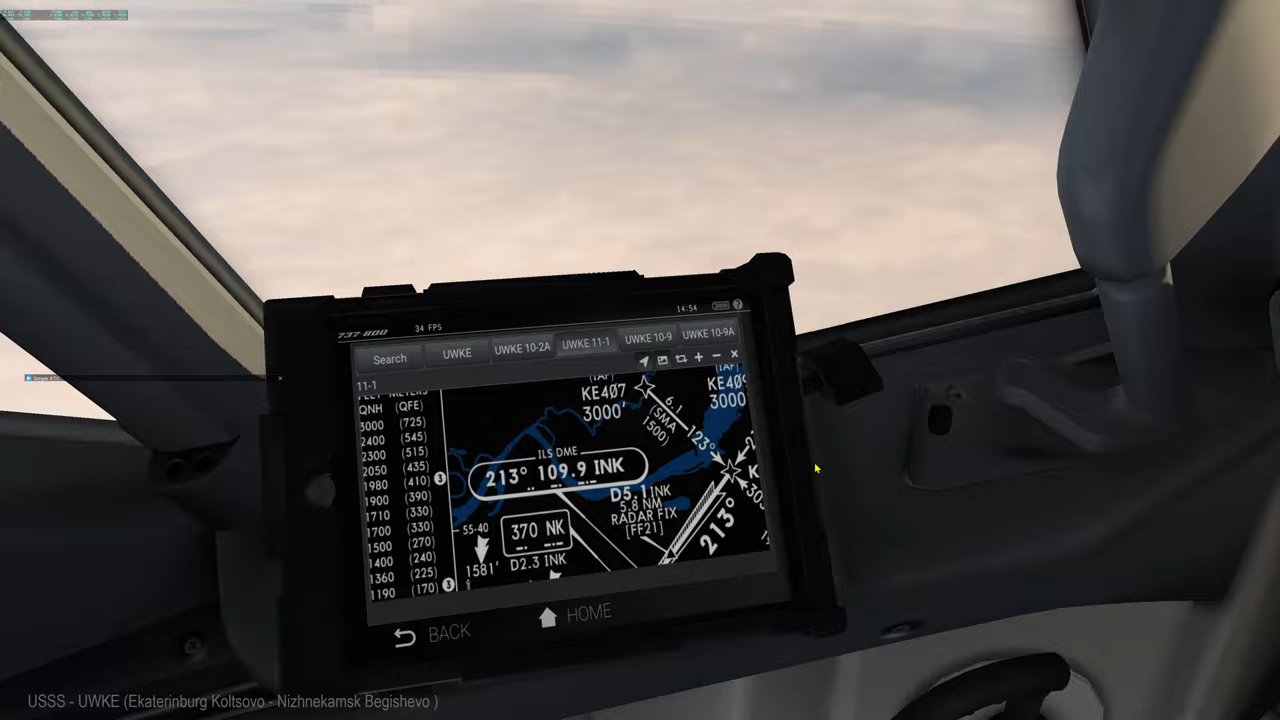 737-800
34 FPS
14:54
Search
UWKE
UWKE 10-2A
UWKE 11-1
UWKE 10-9
UWKE 10-9A
11-1
QNH (QFE)
3000 (725)
2400 (545)
2300 (515)
2050 (435)
1980 (410)
1900 (390)
1710 (330)
1700 (330)
1500 (270)
1400 (240)
1360 (225)
1190 (170)
KE407
3000'
6.1
(SMA
1500)
123°
3000
ILS DME
213° 109.9 INK
D5.1 INK
5.8 NM
RADAR FIX
[FF21]
213°
55-40
370 NK
1581'
D2.3 INK
BACK
HOME
USSS - UWKE (Ekaterinburg Koltsovo - Nizhnekamsk Begishevo )